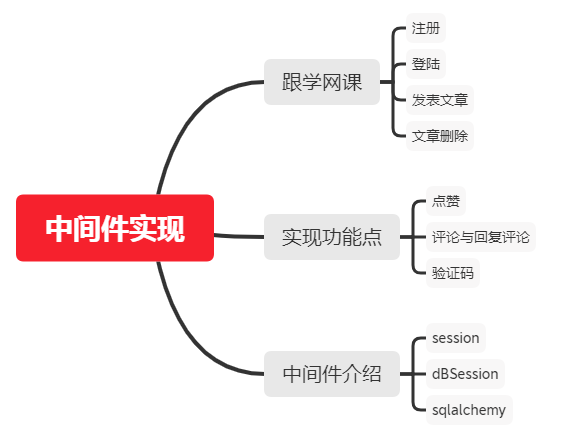 中间件实现
跟学网课
注册
登陆
发表文章
文章删除
实现功能点
点赞
评论与回复评论
验证码
中间件介绍
session
dBSession
sqlalchemy